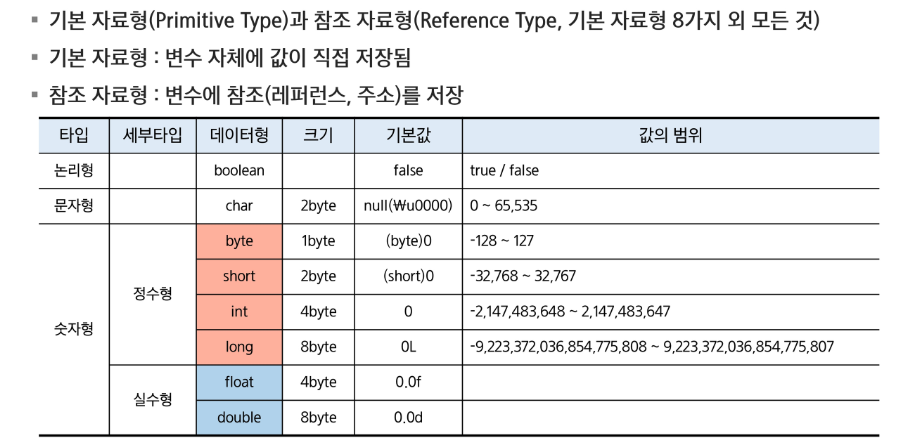 ▪ 기본 자료형(Primitive Type)과 참조 자료형(Reference Type, 기본 자료형 8가지 외 모든 것)
▪ 기본 자료형 : 변수 자체에 값이 직접 저장됨
▪ 참조 자료형 : 변수에 참조(레퍼런스, 주소)를 저장
타입 세부타입 데이터형 크기 기본값 값의 범위
논리형 boolean false true / false
문자형 char 2byte null(₩u0000) 0 ~ 65,535
숫자형 정수형 byte 1byte (byte)0 -128 ~ 127
short 2byte (short)0 -32,768 ~ 32,767
int 4byte 0 -2,147,483,648 ~ 2,147,483,647
long 8byte 0L -9,223,372,036,854,775,808 ~ 9,223,372,036,854,775,807
실수형 float 4byte 0.0f
double 8byte 0.0d